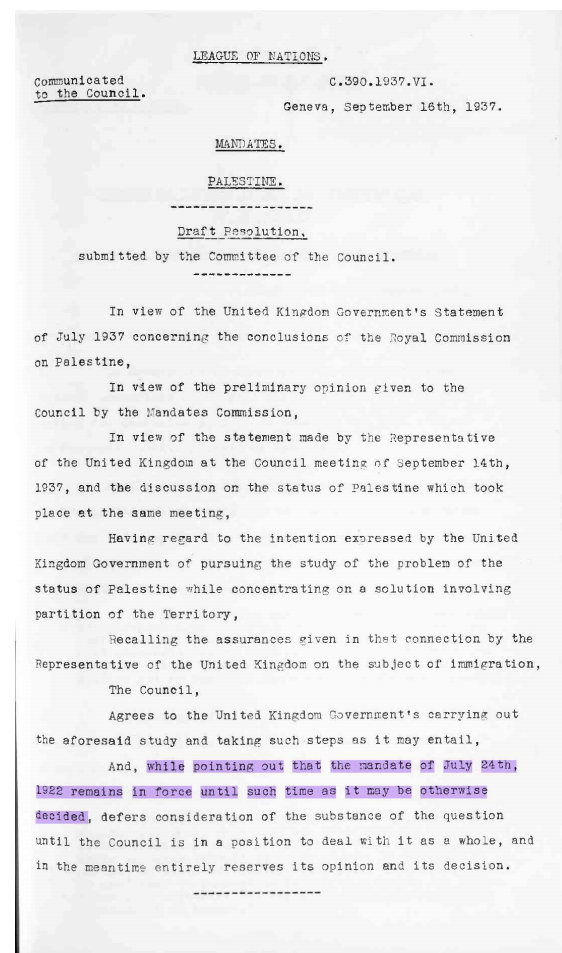 LEAGUE OF NATIONS.
Communicated
to the Council.
C.390.1937.VI.
Geneva, September 16th, 1937.
MANDATES.
PALESTINE.
-------------------
Draft Resolution,
submitted by the Committee of the Council.
-------------
In view of the United Kingdom Government's Statement
of July 1937 concerning the conclusions of the Royal Commission
on Palestine,
In view of the preliminary opinion given to the
Council by the Mandates Commission,
In view of the statement made by the Representative
of the United Kingdom at the Council meeting of September 14th,
1937, and the discussion on the status of Palestine which took
place at the same meeting,
Having regard to the intention expressed by the United
Kingdom Government of pursuing the study of the problem of the
status of Palestine while concentrating on a solution involving
partition of the Territory,
Recalling the assurances given in that connection by the
Representative of the United Kingdom on the subject of immigration,
The Council,
Agrees to the United Kingdom Government's carrying out
the aforesaid study and taking such steps as it may entail,
And, while pointing out that the mandate of July 24th,
1922 remains in force until such time as it may be otherwise
decided, defers consideration of the substance of the question
until the Council is in a position to deal with it as a whole, and
in the meantime entirely reserves its opinion and its decision.
-----------------